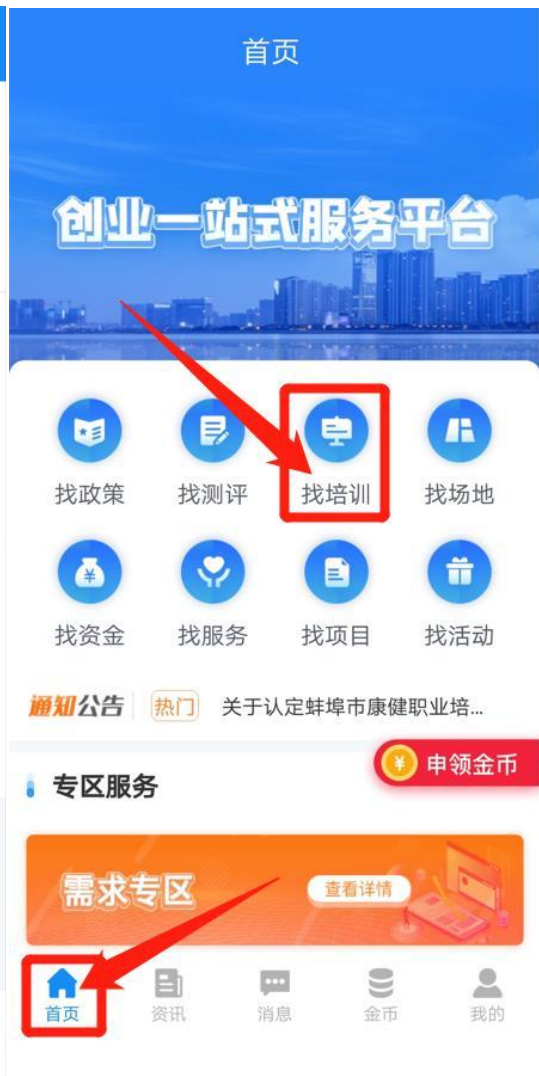 首页
创业一站式服务平台
找政策 找测评 找培训 找场地
找资金 找服务 找项目 找活动
通知公告 热门 关于认定蚌埠市康健职业培...
申领金币
专区服务
需求专区 查看详情
首页 资讯 消息 金币 我的